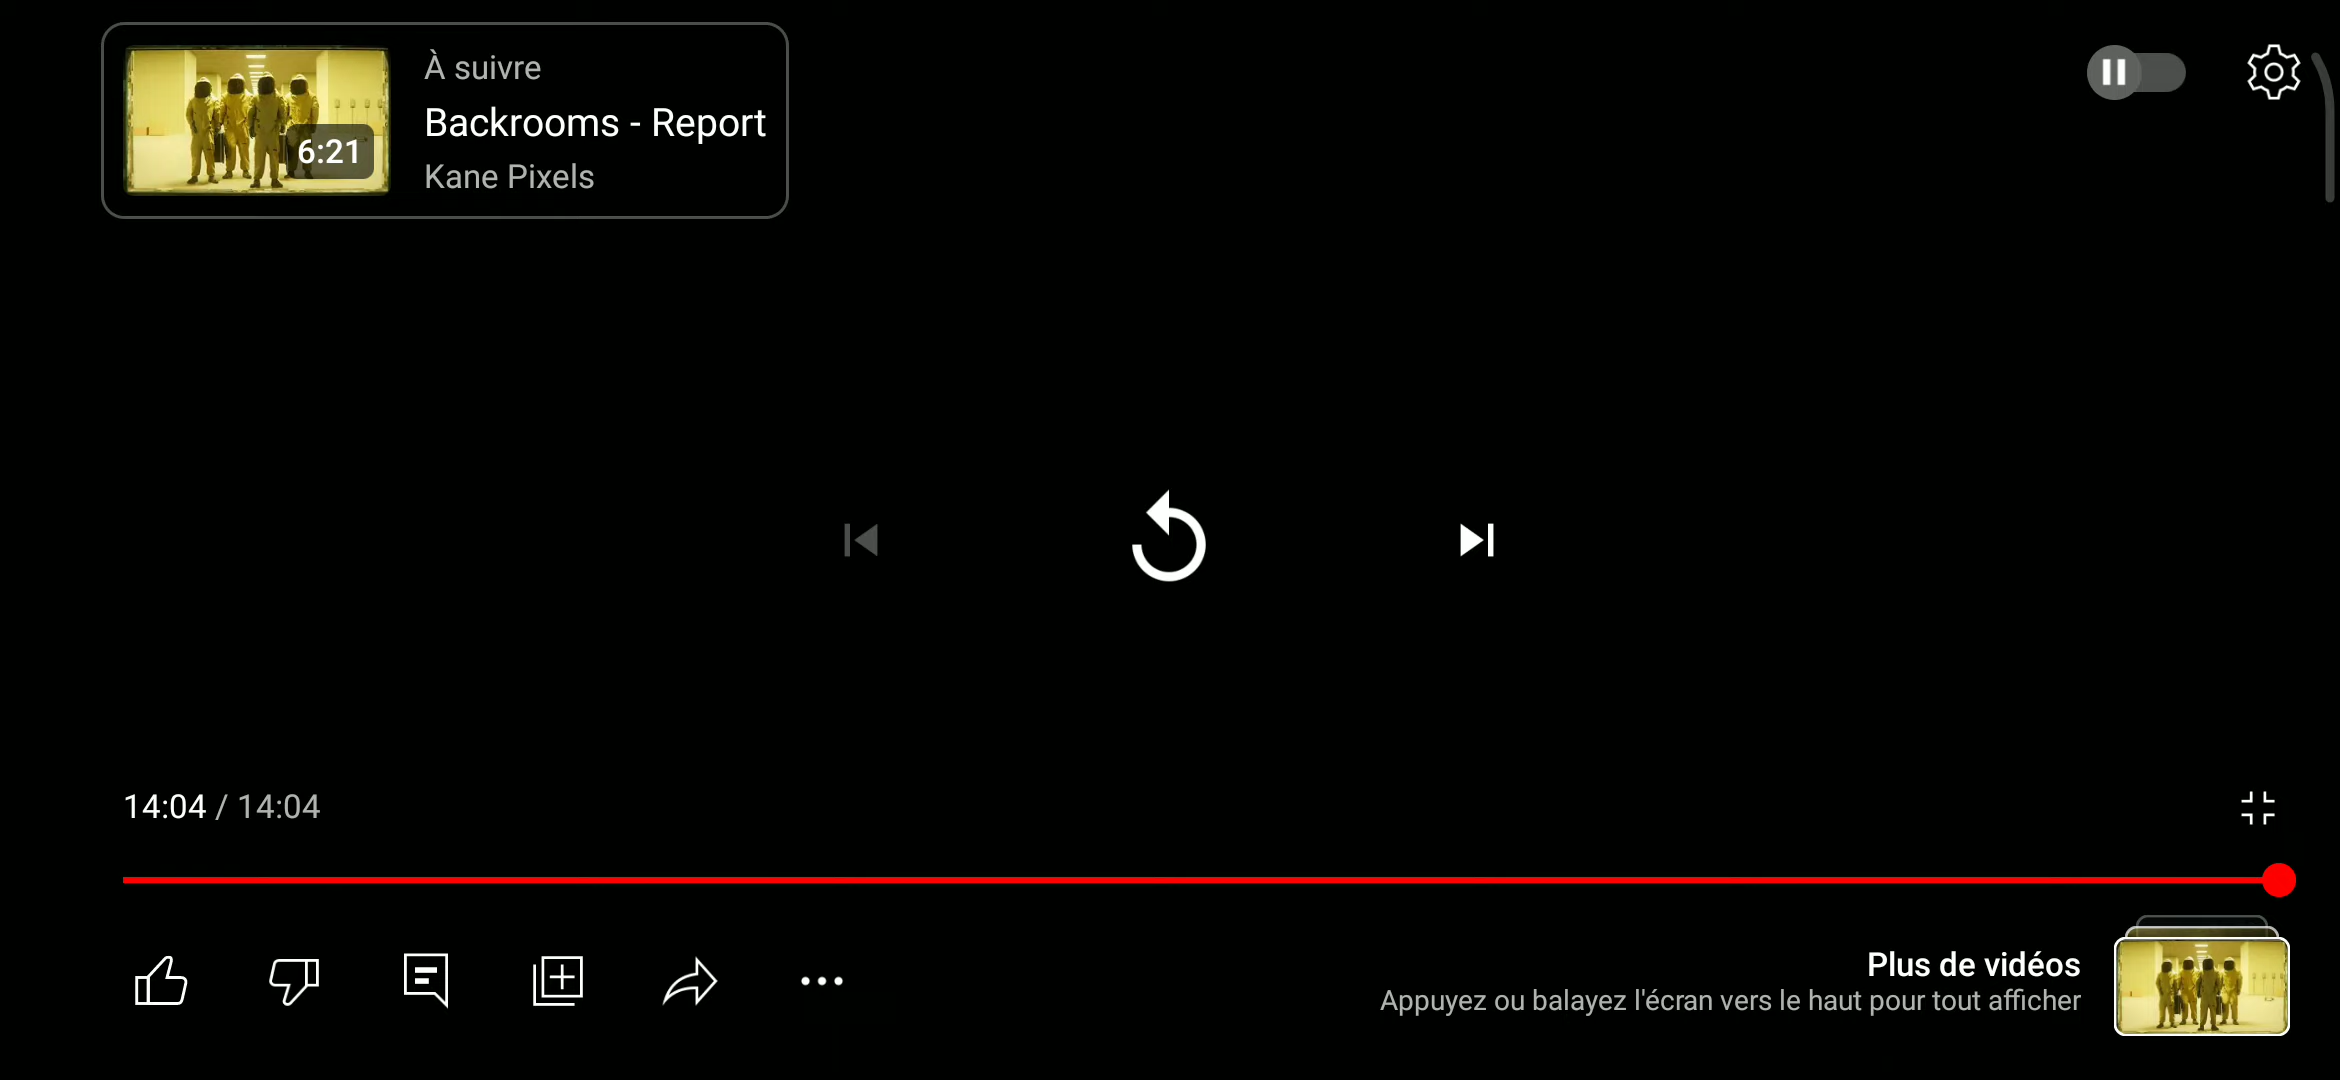 À suivre
Backrooms - Report
6:21
Kane Pixels
14:04 / 14:04
Plus de vidéos
Appuyez ou balayez l'écran vers le haut pour tout afficher